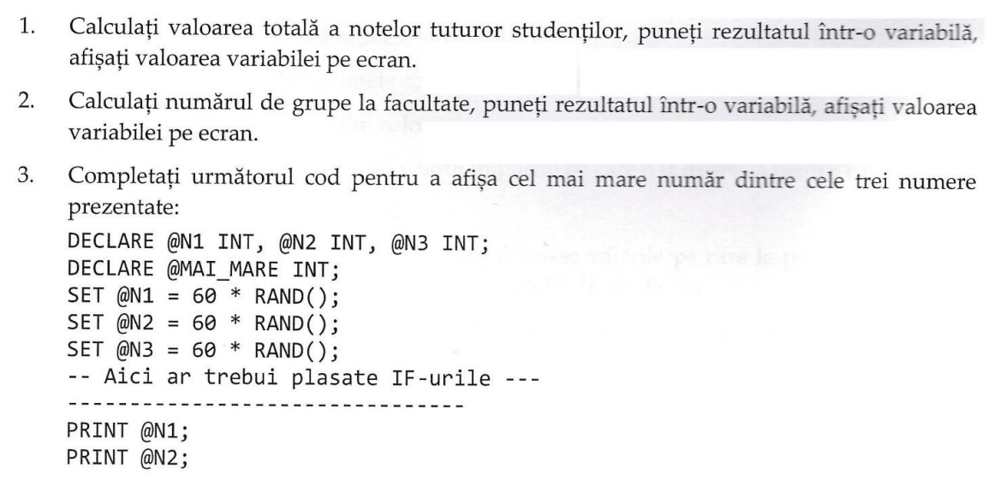 1. Calculați valoarea totală a notelor tuturor studenților, puneți rezultatul într-o variabilă,
afișați valoarea variabilei pe ecran.
2. Calculați numărul de grupe la facultate, puneți rezultatul într-o variabilă, afișați valoarea
variabilei pe ecran.
3. Completați următorul cod pentru a afișa cel mai mare număr dintre cele trei numere
prezentate:
DECLARE @N1 INT, @N2 INT, @N3 INT;
DECLARE @MAI_MARE INT;
SET @N1 = 60 * RAND();
SET @N2 = 60 * RAND();
SET @N3 = 60 * RAND();
-- Aici ar trebui plasate IF-urile ---
--------------------------------
PRINT @N1;
PRINT @N2;